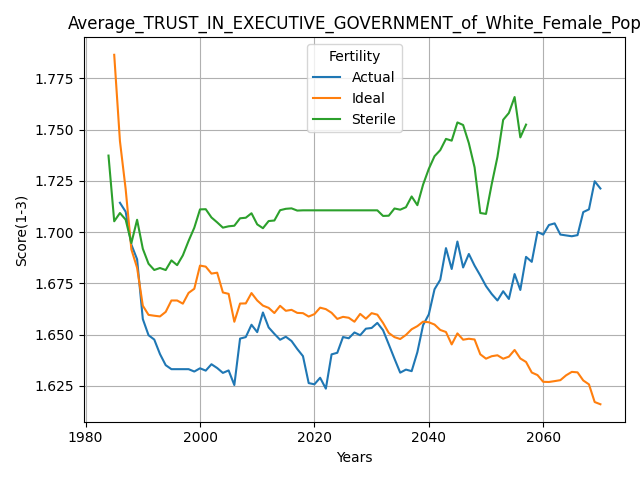 Average_TRUST_IN_EXECUTIVE_GOVERNMENT_of_White_Female_Pop
Fertility
Actual
Ideal
Sterile
1.775
1.750
1.725
1.700
1.675
1.650
1.625
Score(1-3)
1980
2000
2020
2040
2060
Years